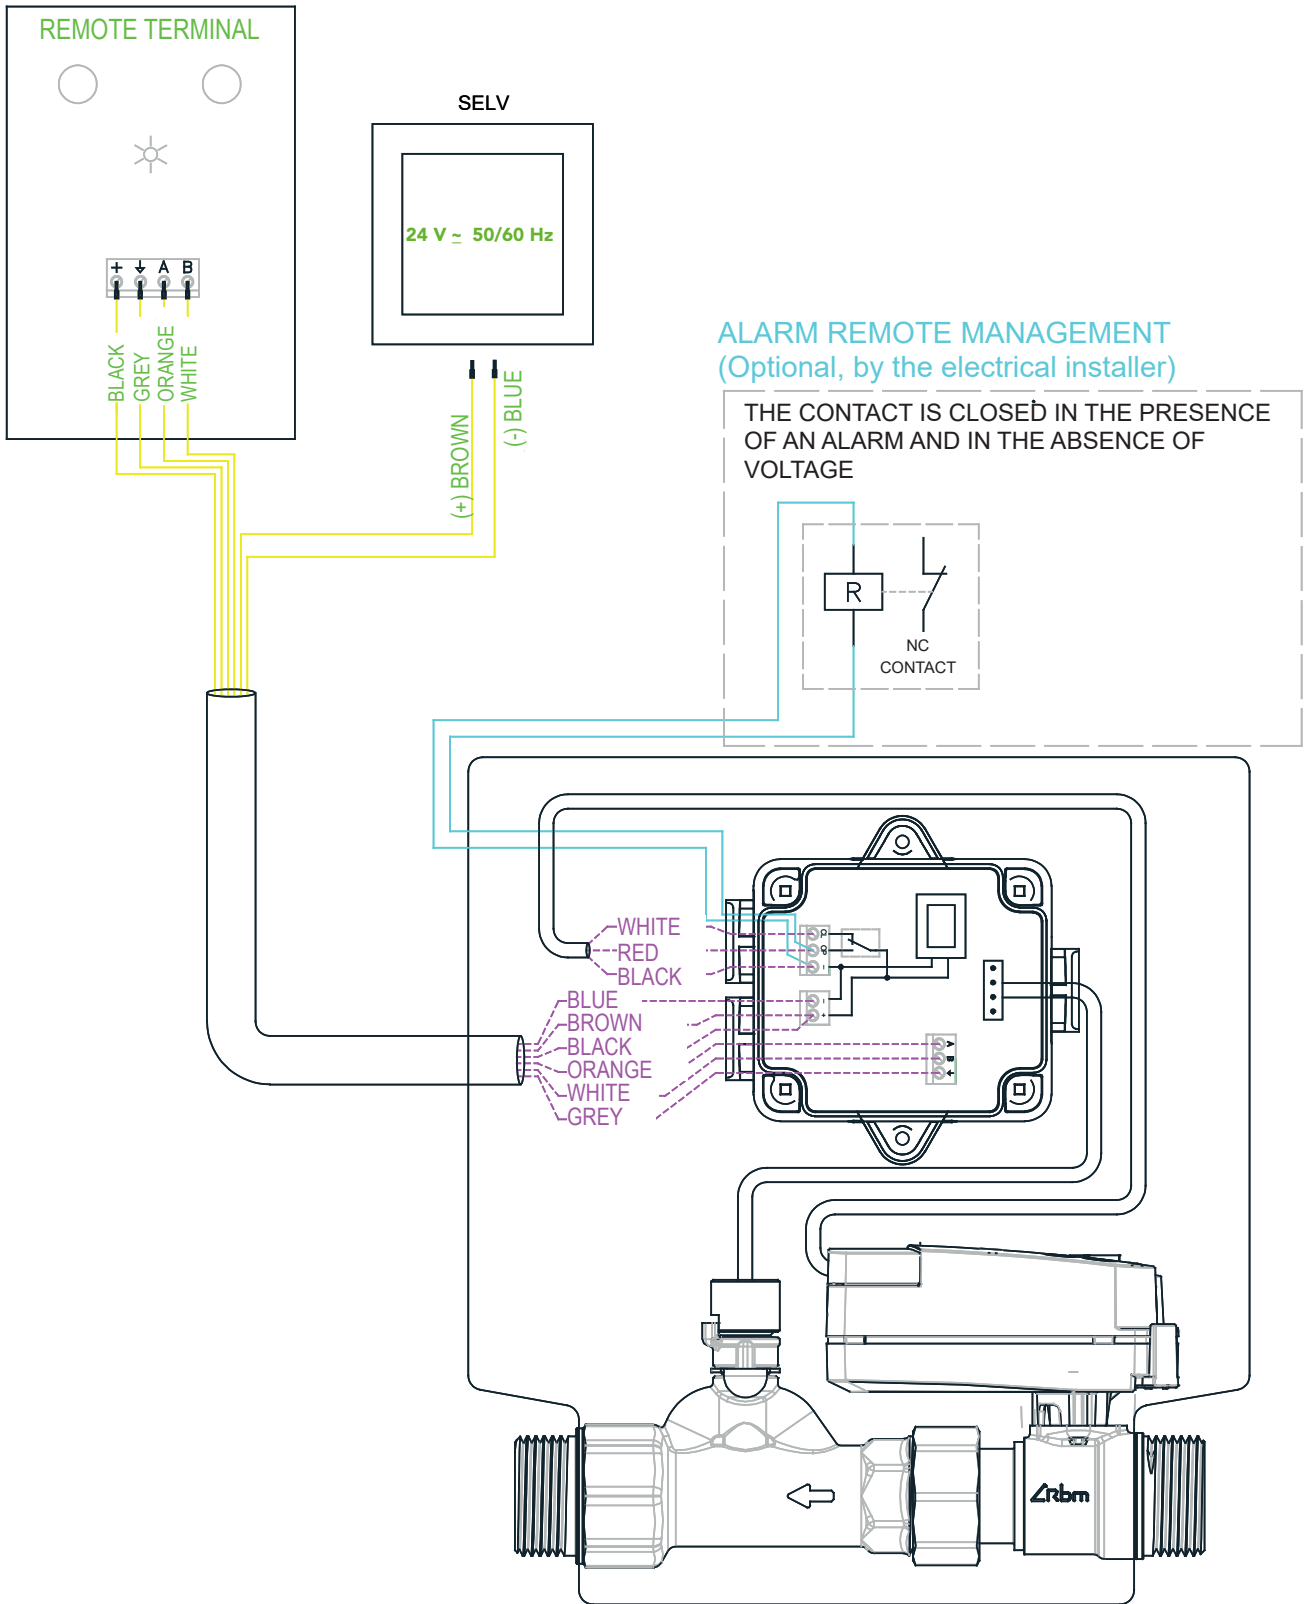 REMOTE TERMINAL
SELV
24 V ~ 50/60 Hz
+ A B
BLACK
GREY
ORANGE
WHITE
(+) BROWN
(-) BLUE
ALARM REMOTE MANAGEMENT
(Optional, by the electrical installer)
THE CONTACT IS CLOSED IN THE PRESENCE
OF AN ALARM AND IN THE ABSENCE OF
VOLTAGE
R
NC
CONTACT
WHITE
RED
BLACK
BLUE
BROWN
BLACK
ORANGE
WHITE
GREY
-
-
+
A
B
rbm